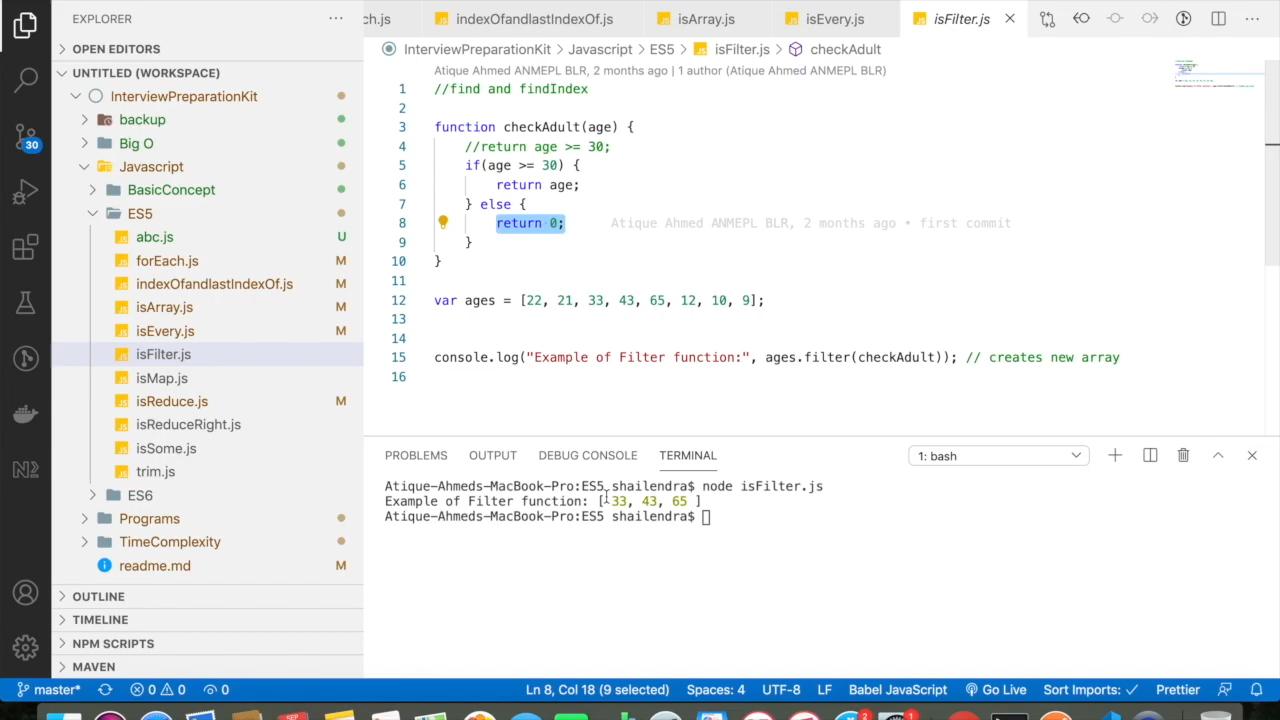 EXPLORER
...
ch.js
indexOfandlastIndexOf.js
isArray.js
isEvery.js
isFilter.js
OPEN EDITORS
UNTITLED (WORKSPACE)
InterviewPreparationKit
backup
Big O
Javascript
BasicConcept
ES5
abc.js U
forEach.js M
indexOfandlastIndexOf.js M
isArray.js M
isEvery.js M
isFilter.js
isMap.js
isReduce.js M
isReduceRight.js
isSome.js
trim.js
ES6
Programs
TimeComplexity
readme.md M
OUTLINE
TIMELINE
NPM SCRIPTS
MAVEN
30
InterviewPreparationKit > Javascript > ES5 > isFilter.js > checkAdult
Atique Ahmed ANMEPL BLR, 2 months ago | 1 author (Atique Ahmed ANMEPL BLR)
1 //find and findIndex
2
3 function checkAdult(age) {
4 //return age >= 30;
5 if(age >= 30) {
6 return age;
7 } else {
8 return 0; Atique Ahmed ANMEPL BLR, 2 months ago • first commit
9 }
10 }
11
12 var ages = [22, 21, 33, 43, 65, 12, 10, 9];
13
14
15 console.log("Example of Filter function:", ages.filter(checkAdult)); // creates new array
16
PROBLEMS OUTPUT DEBUG CONSOLE TERMINAL 1: bash
Atique-Ahmeds-MacBook-Pro:ES5 shailendra$ node isFilter.js
Example of Filter function: [ 33, 43, 65 ]
Atique-Ahmeds-MacBook-Pro:ES5 shailendra$
master* 0 0 0 Ln 8, Col 18 (9 selected) Spaces: 4 UTF-8 LF Babel JavaScript Go Live Sort Imports: ✓ Prettier